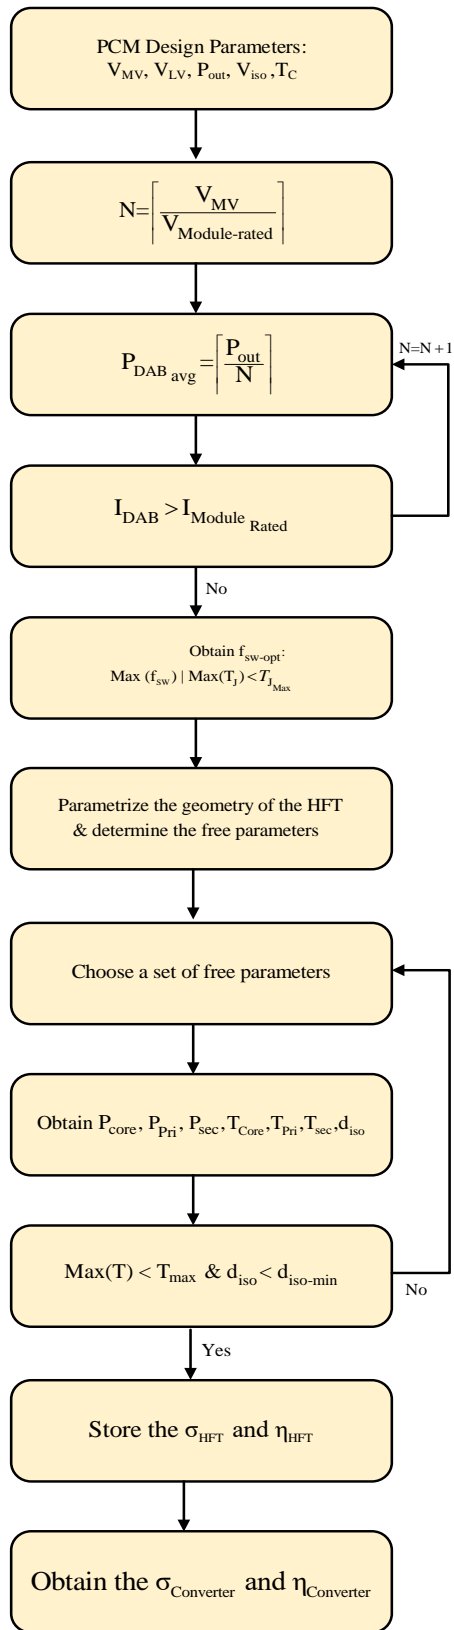 PCM Design Parameters:
V_MV, V_LV, P_out, V_iso ,T_C
N=⌈V_MV / V_Module-rated⌉
P_DAB avg =⌈P_out / N⌉
N=N+1
I_DAB > I_Module Rated
No
Obtain f_sw-opt:
Max (f_sw) | Max(T_J) < T_J_Max
Parametrize the geometry of the HFT
& determine the free parameters
Choose a set of free parameters
Obtain P_core, P_Pri, P_sec,T_Core,T_Pri,T_sec,d_iso
Max(T) < T_max & d_iso < d_iso-min
No
Yes
Store the σ_HFT and η_HFT
Obtain the σ_Converter and η_Converter